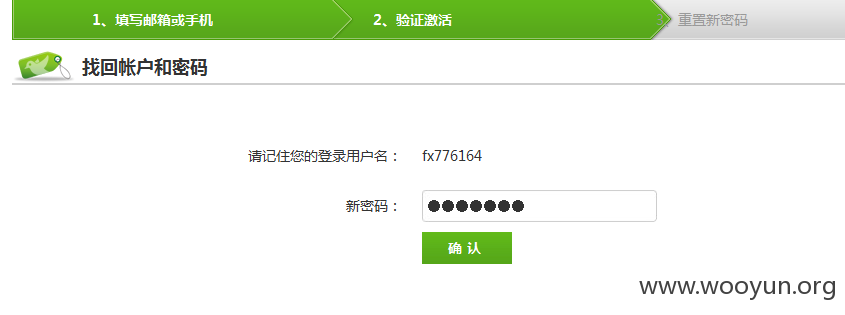 1、填写邮箱或手机 2、验证激活 重置新密码
找回帐户和密码
请记住您的登录用户名： fx776164
新密码： ●●●●●●●
确 认
www.wooyun.org